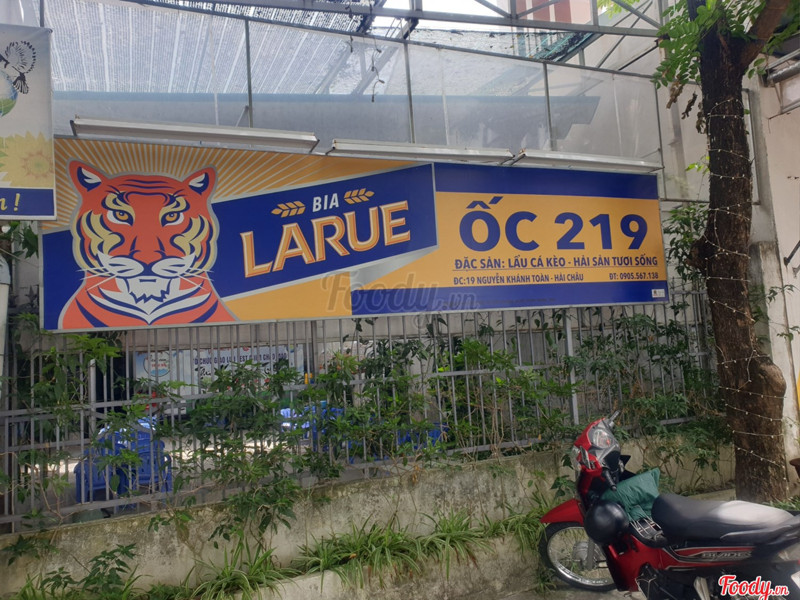 BIA
LARUE
ỐC 219
ĐẶC SẢN: LẨU CÁ KÈO - HẢI SẢN TƯƠI SỐNG
ĐC: 19 NGUYỄN KHÁNH TOÀN - HẢI CHÂU ĐT: 0905.567.138
Foody.vn
BLADE
Foody.vn